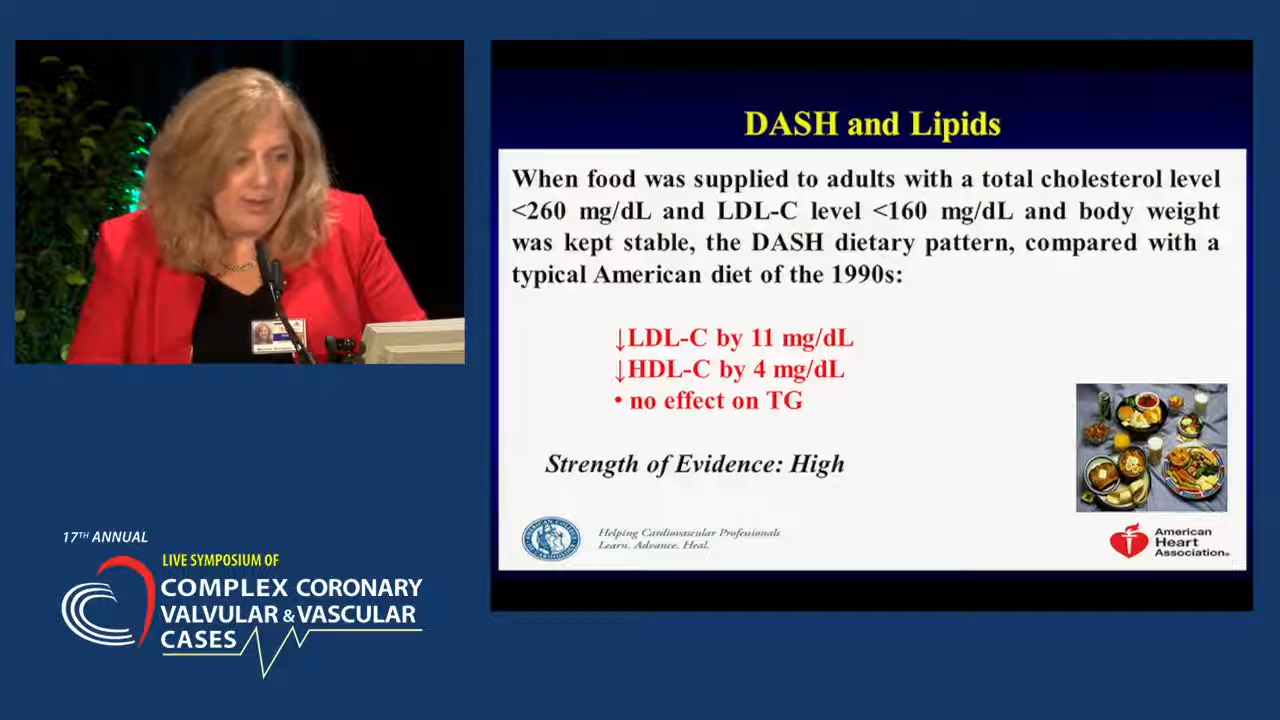 DASH and Lipids
When food was supplied to adults with a total cholesterol level
<260 mg/dL and LDL-C level <160 mg/dL and body weight
was kept stable, the DASH dietary pattern, compared with a
typical American diet of the 1990s:
↓LDL-C by 11 mg/dL
↓HDL-C by 4 mg/dL
• no effect on TG
Strength of Evidence: High
Helping Cardiovascular Professionals
Learn. Advance. Heal.
American
Heart
Association®
17TH ANNUAL
LIVE SYMPOSIUM OF
COMPLEX CORONARY
VALVULAR & VASCULAR
CASES